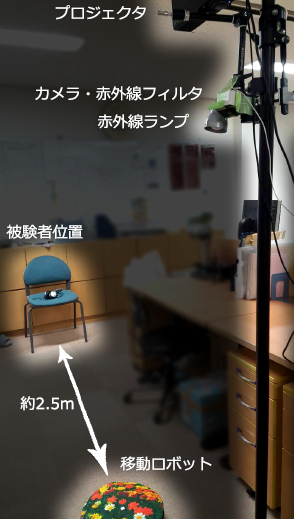 プロジェクタ
カメラ・赤外線フィルタ
赤外線ランプ
被験者位置
約2.5m
移動ロボット